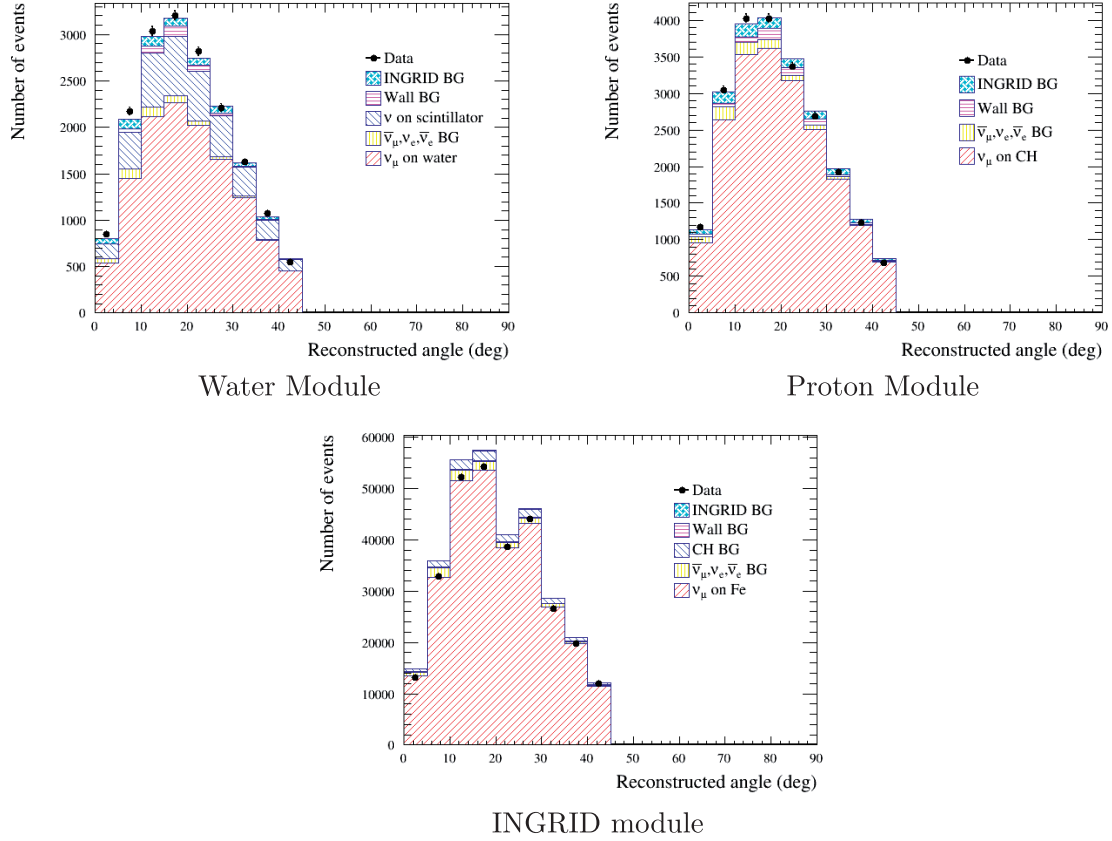 Number of events
3000
2500
2000
1500
1000
500
0
0 10 20 30 40 50 60 70 80 90
Reconstructed angle (deg)
Data
INGRID BG
Wall BG
ν on scintillator
ν̅μ,νe,ν̅e BG
νμ on water
Water Module
Number of events
4000
3500
3000
2500
2000
1500
1000
500
0
0 10 20 30 40 50 60 70 80 90
Reconstructed angle (deg)
Data
INGRID BG
Wall BG
ν̅μ,νe,ν̅e BG
νμ on CH
Proton Module
Number of events
60000
50000
40000
30000
20000
10000
0
0 10 20 30 40 50 60 70 80 90
Reconstructed angle (deg)
Data
INGRID BG
Wall BG
CH BG
ν̅μ,νe,ν̅e BG
νμ on Fe
INGRID module